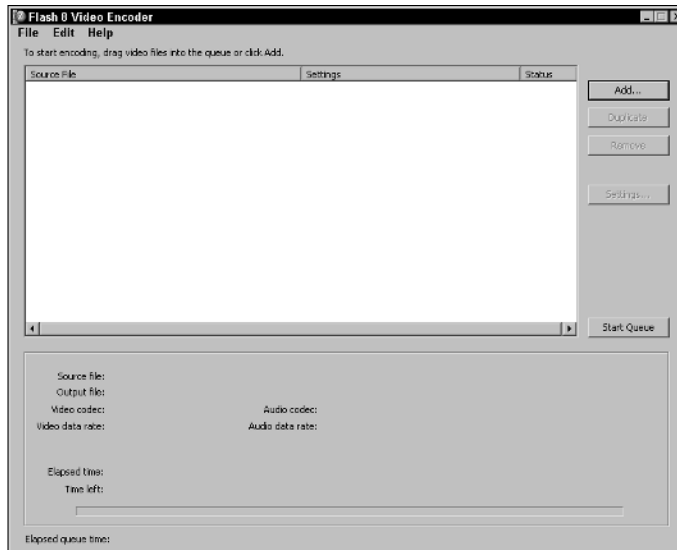 Flash 8 Video Encoder
File Edit Help
To start encoding, drag video files into the queue or click Add.
Source File Settings Status
Add...
Duplicate
Remove
Settings...
Start Queue
Source file:
Output file:
Video codec: Audio codec:
Video data rate: Audio data rate:
Elapsed time:
Time left:
Elapsed queue time: